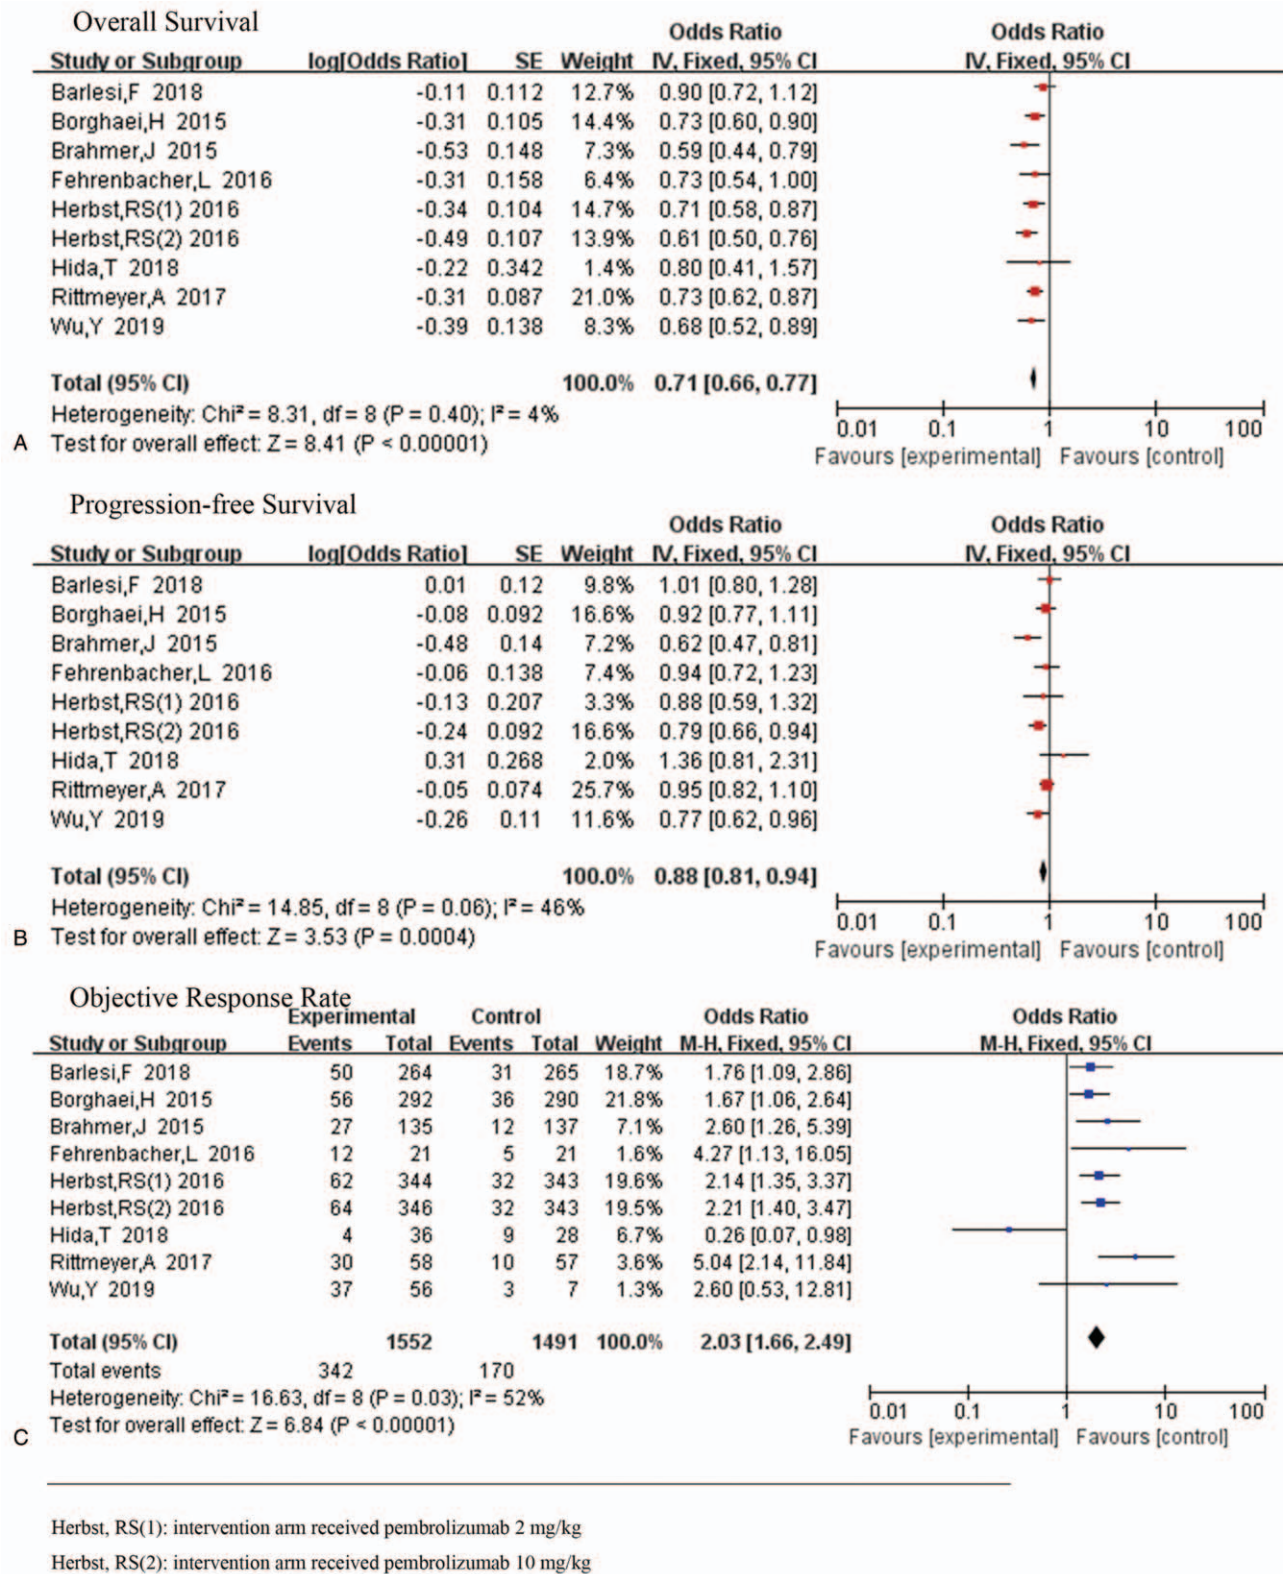 Overall Survival
Odds Ratio Odds Ratio
Study or Subgroup log[Odds Ratio] SE Weight IV, Fixed, 95% CI IV, Fixed, 95% CI
Barlesi,F 2018 -0.11 0.112 12.7% 0.90 [0.72, 1.12]
Borghaei,H 2015 -0.31 0.105 14.4% 0.73 [0.60, 0.90]
Brahmer,J 2015 -0.53 0.148 7.3% 0.59 [0.44, 0.79]
Fehrenbacher,L 2016 -0.31 0.158 6.4% 0.73 [0.54, 1.00]
Herbst,RS(1) 2016 -0.34 0.104 14.7% 0.71 [0.58, 0.87]
Herbst,RS(2) 2016 -0.49 0.107 13.9% 0.61 [0.50, 0.76]
Hida,T 2018 -0.22 0.342 1.4% 0.80 [0.41, 1.57]
Rittmeyer,A 2017 -0.31 0.087 21.0% 0.73 [0.62, 0.87]
Wu,Y 2019 -0.39 0.138 8.3% 0.68 [0.52, 0.89]
Total (95% CI) 100.0% 0.71 [0.66, 0.77]
Heterogeneity: Chi² = 8.31, df = 8 (P = 0.40); I² = 4%
A Test for overall effect: Z = 8.41 (P < 0.00001)
0.01 0.1 1 10 100
Favours [experimental] Favours [control]
Progression-free Survival
Odds Ratio Odds Ratio
Study or Subgroup log[Odds Ratio] SE Weight IV, Fixed, 95% CI IV, Fixed, 95% CI
Barlesi,F 2018 0.01 0.12 9.8% 1.01 [0.80, 1.28]
Borghaei,H 2015 -0.08 0.092 16.6% 0.92 [0.77, 1.11]
Brahmer,J 2015 -0.48 0.14 7.2% 0.62 [0.47, 0.81]
Fehrenbacher,L 2016 -0.06 0.138 7.4% 0.94 [0.72, 1.23]
Herbst,RS(1) 2016 -0.13 0.207 3.3% 0.88 [0.59, 1.32]
Herbst,RS(2) 2016 -0.24 0.092 16.6% 0.79 [0.66, 0.94]
Hida,T 2018 0.31 0.268 2.0% 1.36 [0.81, 2.31]
Rittmeyer,A 2017 -0.05 0.074 25.7% 0.95 [0.82, 1.10]
Wu,Y 2019 -0.26 0.11 11.6% 0.77 [0.62, 0.96]
Total (95% CI) 100.0% 0.88 [0.81, 0.94]
Heterogeneity: Chi² = 14.85, df = 8 (P = 0.06); I² = 46%
B Test for overall effect: Z = 3.53 (P = 0.0004)
0.01 0.1 1 10 100
Favours [experimental] Favours [control]
Objective Response Rate
Experimental Control Odds Ratio Odds Ratio
Study or Subgroup Events Total Events Total Weight M-H, Fixed, 95% CI M-H, Fixed, 95% CI
Barlesi,F 2018 50 264 31 265 18.7% 1.76 [1.09, 2.86]
Borghaei,H 2015 56 292 36 290 21.8% 1.67 [1.06, 2.64]
Brahmer,J 2015 27 135 12 137 7.1% 2.60 [1.26, 5.39]
Fehrenbacher,L 2016 12 21 5 21 1.6% 4.27 [1.13, 16.05]
Herbst,RS(1) 2016 62 344 32 343 19.6% 2.14 [1.35, 3.37]
Herbst,RS(2) 2016 64 346 32 343 19.5% 2.21 [1.40, 3.47]
Hida,T 2018 4 36 9 28 6.7% 0.26 [0.07, 0.98]
Rittmeyer,A 2017 30 58 10 57 3.6% 5.04 [2.14, 11.84]
Wu,Y 2019 37 56 3 7 1.3% 2.60 [0.53, 12.81]
Total (95% CI) 1552 1491 100.0% 2.03 [1.66, 2.49]
Total events 342 170
Heterogeneity: Chi² = 16.63, df = 8 (P = 0.03); I² = 52%
C Test for overall effect: Z = 6.84 (P < 0.00001)
0.01 0.1 1 10 100
Favours [experimental] Favours [control]
Herbst, RS(1): intervention arm received pembrolizumab 2 mg/kg
Herbst, RS(2): intervention arm received pembrolizumab 10 mg/kg